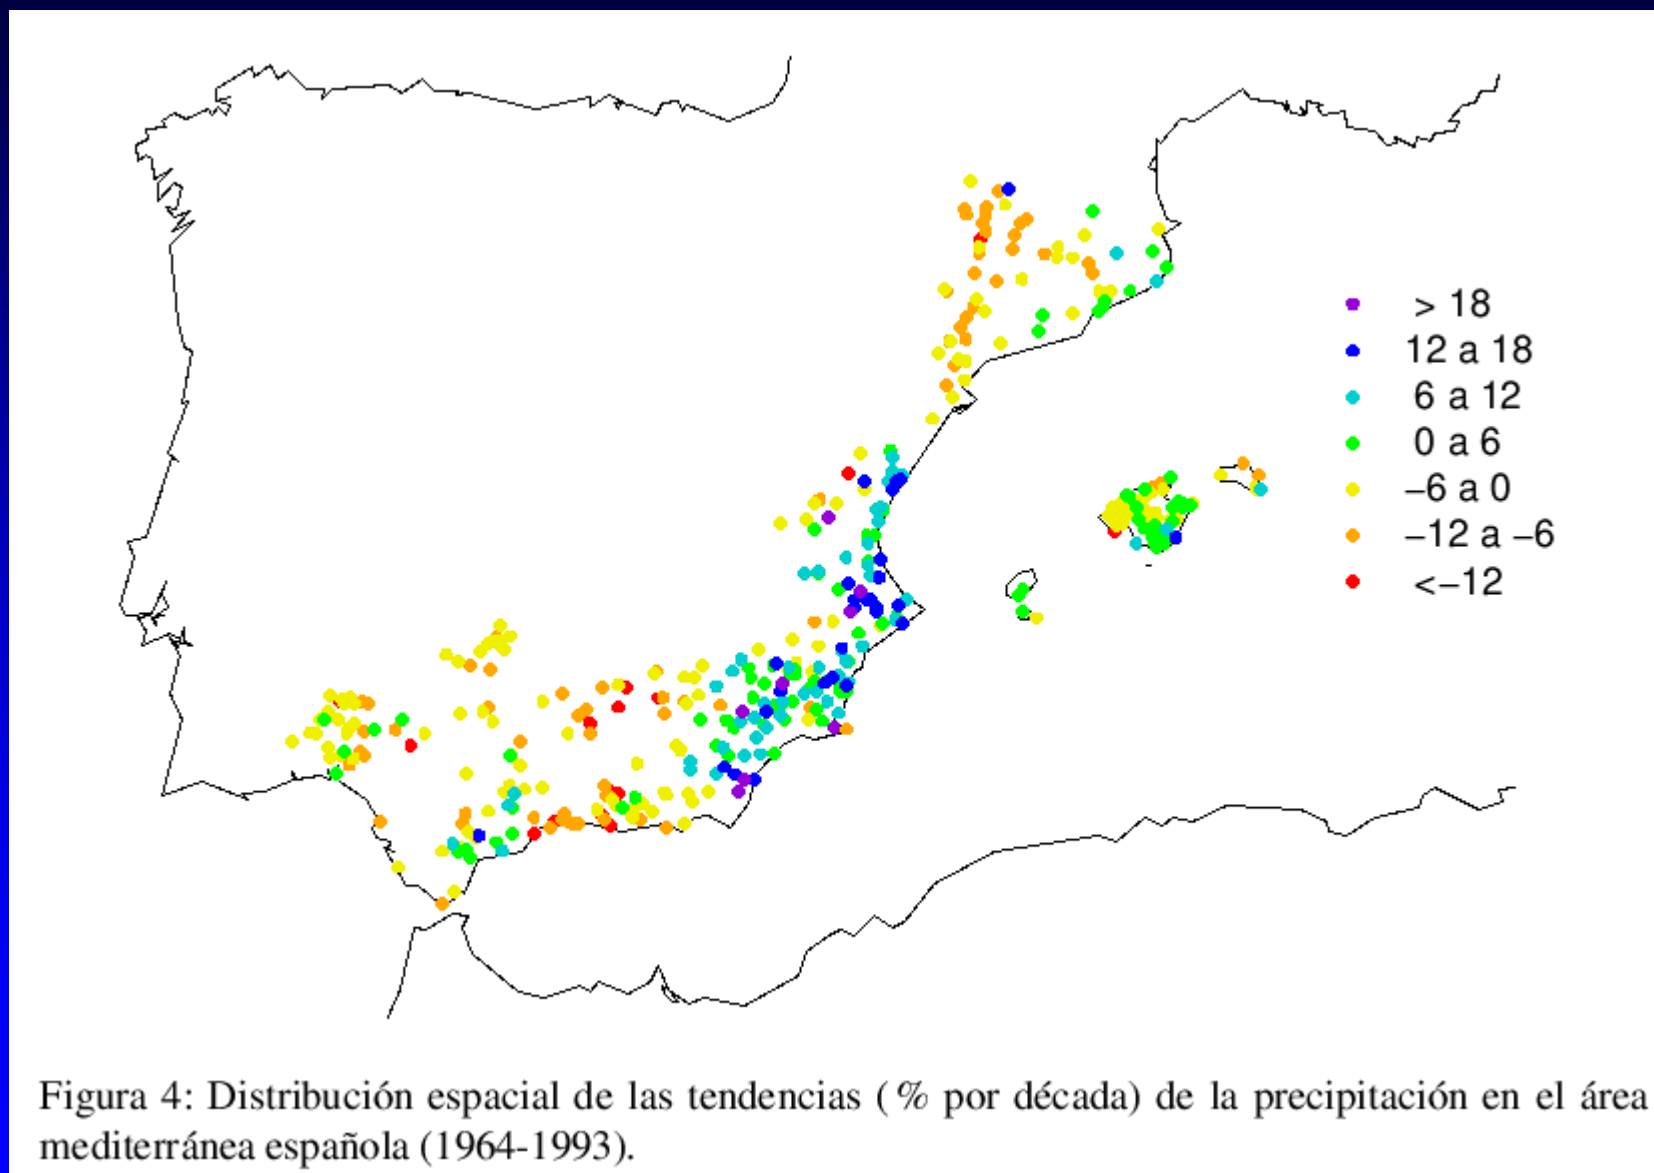 > 18
12 a 18
6 a 12
0 a 6
−6 a 0
−12 a −6
<−12
Figura 4: Distribución espacial de las tendencias (% por década) de la precipitación en el área
mediterránea española (1964-1993).